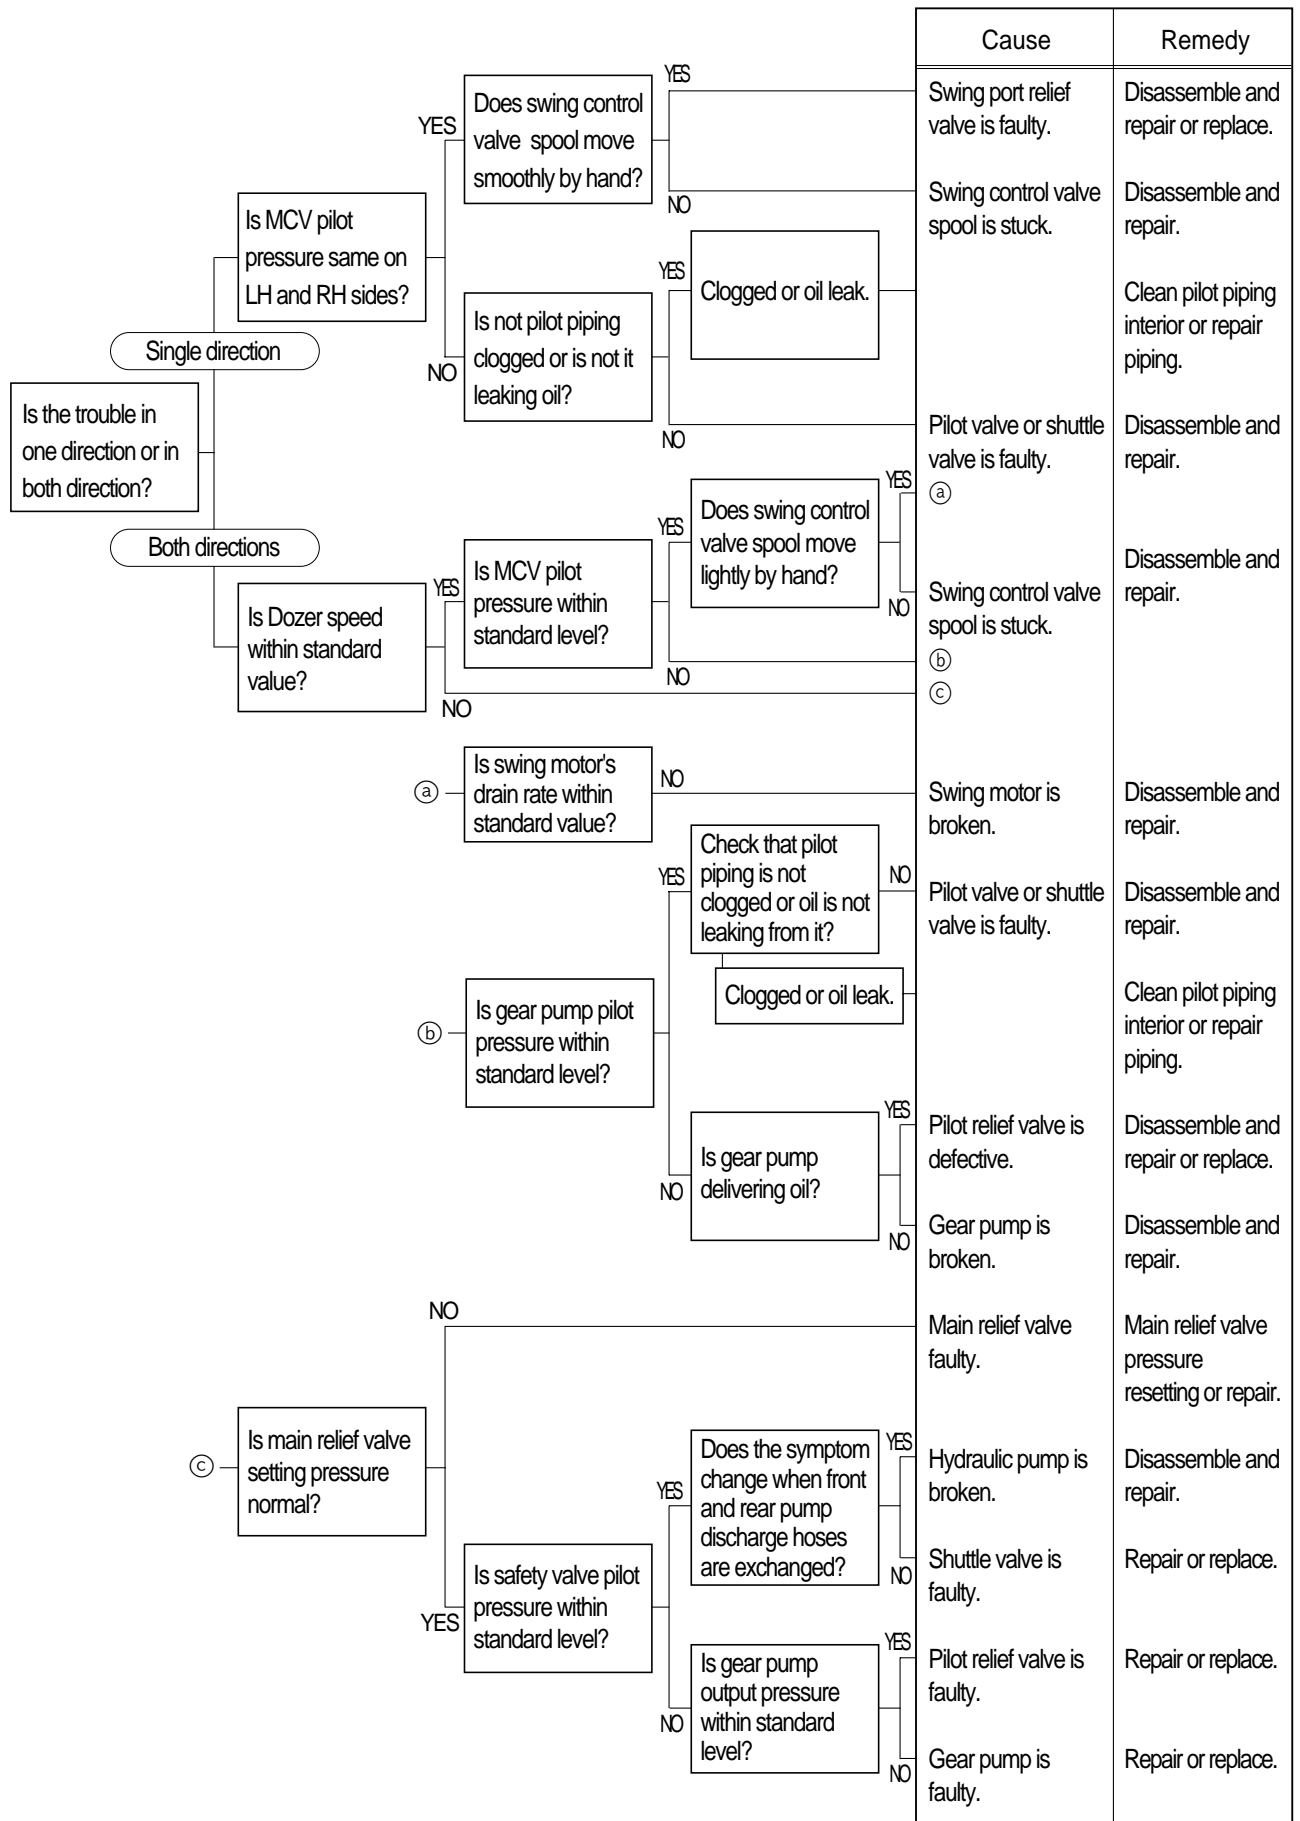 Cause
Remedy
YES
Does swing control
valve spool move
smoothly by hand?
YES
NO
Swing port relief
valve is faulty.
Disassemble and
repair or replace.
Swing control valve
spool is stuck.
Disassemble and
repair.
Is MCV pilot
pressure same on
LH and RH sides?
Is not pilot piping
clogged or is not it
leaking oil?
NO
YES
Clogged or oil leak.
Clean pilot piping
interior or repair
piping.
NO
Pilot valve or shuttle
valve is faulty.
Disassemble and
repair.
Single direction
Is the trouble in
one direction or in
both direction?
Both directions
Is Dozer speed
within standard
value?
YES
Is MCV pilot
pressure within
standard level?
YES
Does swing control
valve spool move
lightly by hand?
YES
ⓐ
NO
Swing control valve
spool is stuck.
Disassemble and
repair.
NO
ⓑ
NO
ⓒ
ⓐ
Is swing motor's
drain rate within
standard value?
NO
Swing motor is
broken.
Disassemble and
repair.
ⓑ
Is gear pump pilot
pressure within
standard level?
YES
Check that pilot
piping is not
clogged or oil is not
leaking from it?
NO
Pilot valve or shuttle
valve is faulty.
Disassemble and
repair.
Clogged or oil leak.
Clean pilot piping
interior or repair
piping.
NO
Is gear pump
delivering oil?
YES
Pilot relief valve is
defective.
Disassemble and
repair or replace.
NO
Gear pump is
broken.
Disassemble and
repair.
ⓒ
Is main relief valve
setting pressure
normal?
NO
Main relief valve
faulty.
Main relief valve
pressure
resetting or repair.
YES
Is safety valve pilot
pressure within
standard level?
YES
Does the symptom
change when front
and rear pump
discharge hoses
are exchanged?
YES
Hydraulic pump is
broken.
Disassemble and
repair.
NO
Shuttle valve is
faulty.
Repair or replace.
NO
Is gear pump
output pressure
within standard
level?
YES
Pilot relief valve is
faulty.
Repair or replace.
NO
Gear pump is
faulty.
Repair or replace.